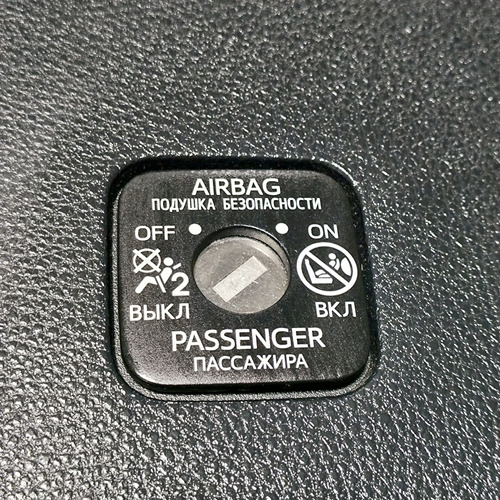 AIRBAG
ПОДУШКА БЕЗОПАСНОСТИ
OFF ON
2
ВЫКЛ ВКЛ
PASSENGER
ПАССАЖИРА